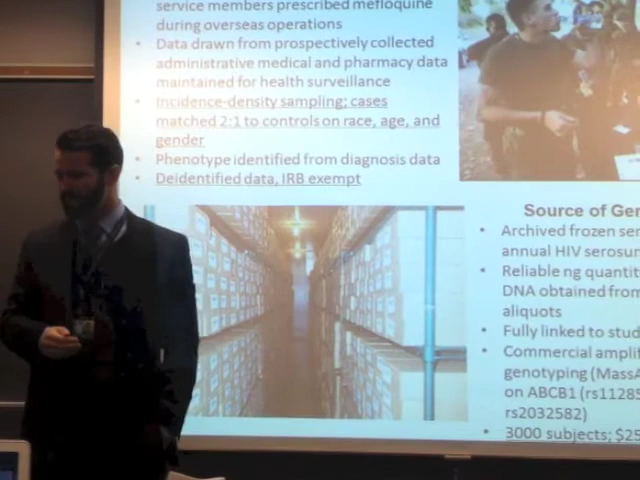 service members prescribed mefloquine
during overseas operations
• Data drawn from prospectively collected
administrative medical and pharmacy data
maintained for health surveillance
• Incidence-density sampling; cases
matched 2:1 to controls on race, age, and
gender
• Phenotype identified from diagnosis data
• Deidentified data, IRB exempt
Source of Gen
• Archived frozen ser
annual HIV serosur
• Reliable ng quantit
DNA obtained from
aliquots
• Fully linked to stud
• Commercial amplif
genotyping (MassA
on ABCB1 (rs11285
rs2032582)
• 3000 subjects; $25